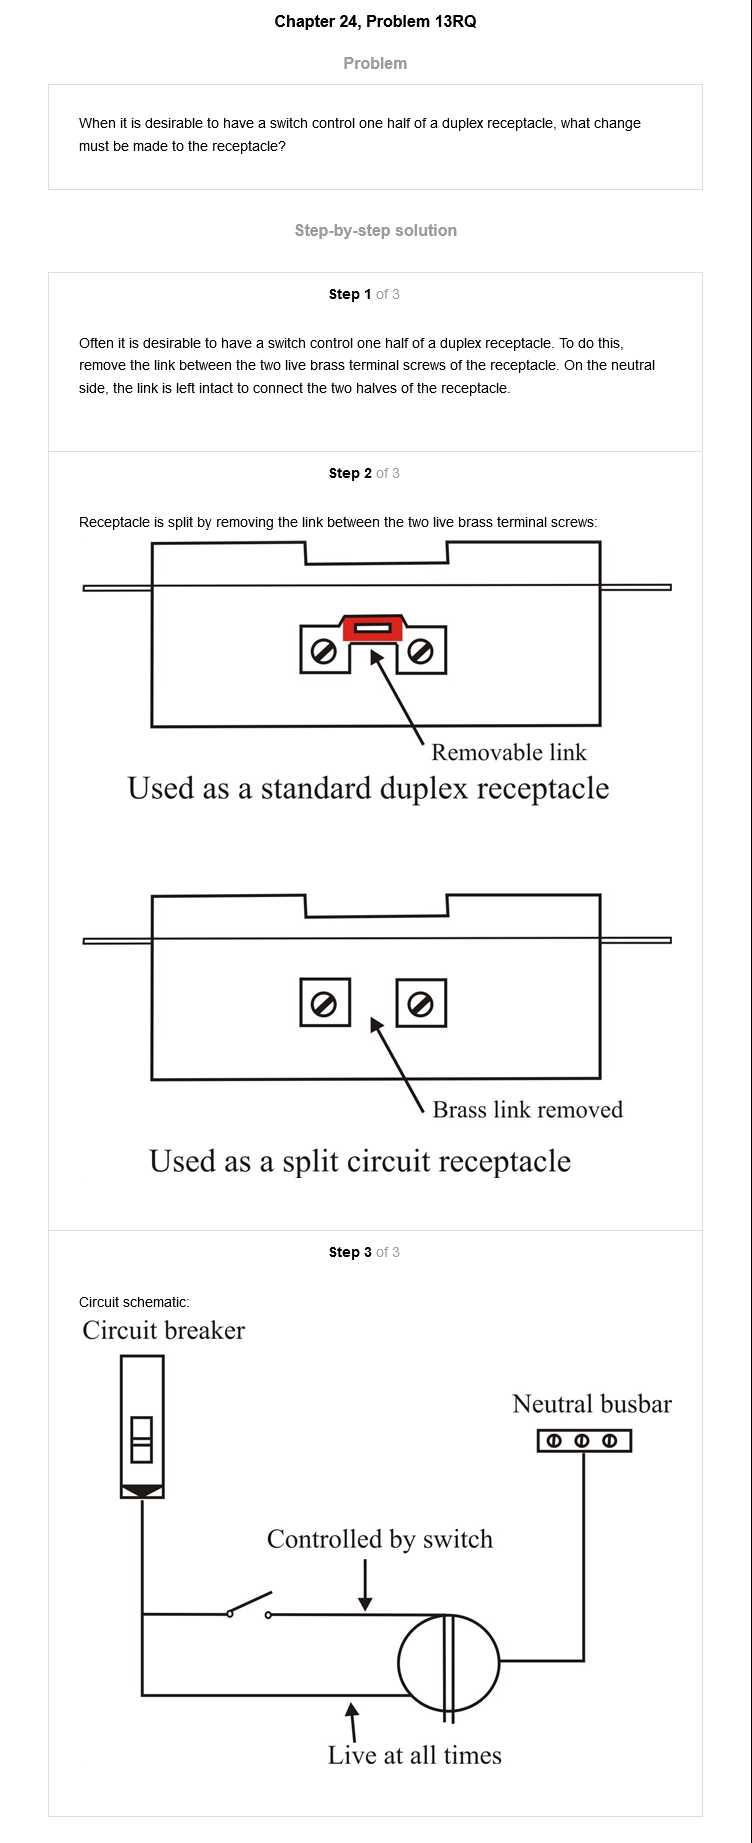 Chapter 24, Problem 13RQ
Problem
When it is desirable to have a switch control one half of a duplex receptacle, what change
must be made to the receptacle?
Step-by-step solution
Step 1 of 3
Often it is desirable to have a switch control one half of a duplex receptacle. To do this,
remove the link between the two live brass terminal screws of the receptacle. On the neutral
side, the link is left intact to connect the two halves of the receptacle.
Step 2 of 3
Receptacle is split by removing the link between the two live brass terminal screws:
Removable link
Used as a standard duplex receptacle
Brass link removed
Used as a split circuit receptacle
Step 3 of 3
Circuit schematic:
Circuit breaker
Neutral busbar
Controlled by switch
Live at all times